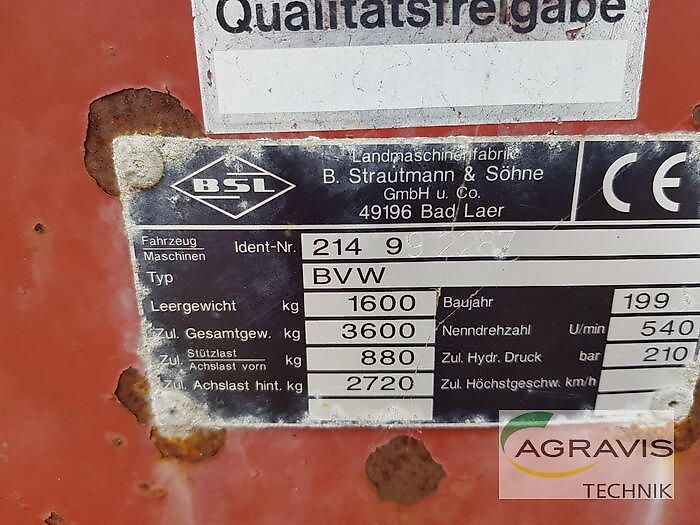 Qualitätsfreigabe
BSL
Landmaschinenfabrik
B. Strautmann & Söhne
GmbH u. Co.
49196 Bad Laer
CE
Fahrzeug Maschinen Ident-Nr. 214 9
Typ BVW
Leergewicht kg 1600 Baujahr 199
Zul. Gesamtgew. kg 3600 Nenndrehzahl U/min 540
Zul. Stützlast Achslast vorn kg 880 Zul. Hydr. Druck bar 210
Zul. Achslast hint. kg 2720 Zul. Höchstgeschw. km/h
AGRAVIS
TECHNIK